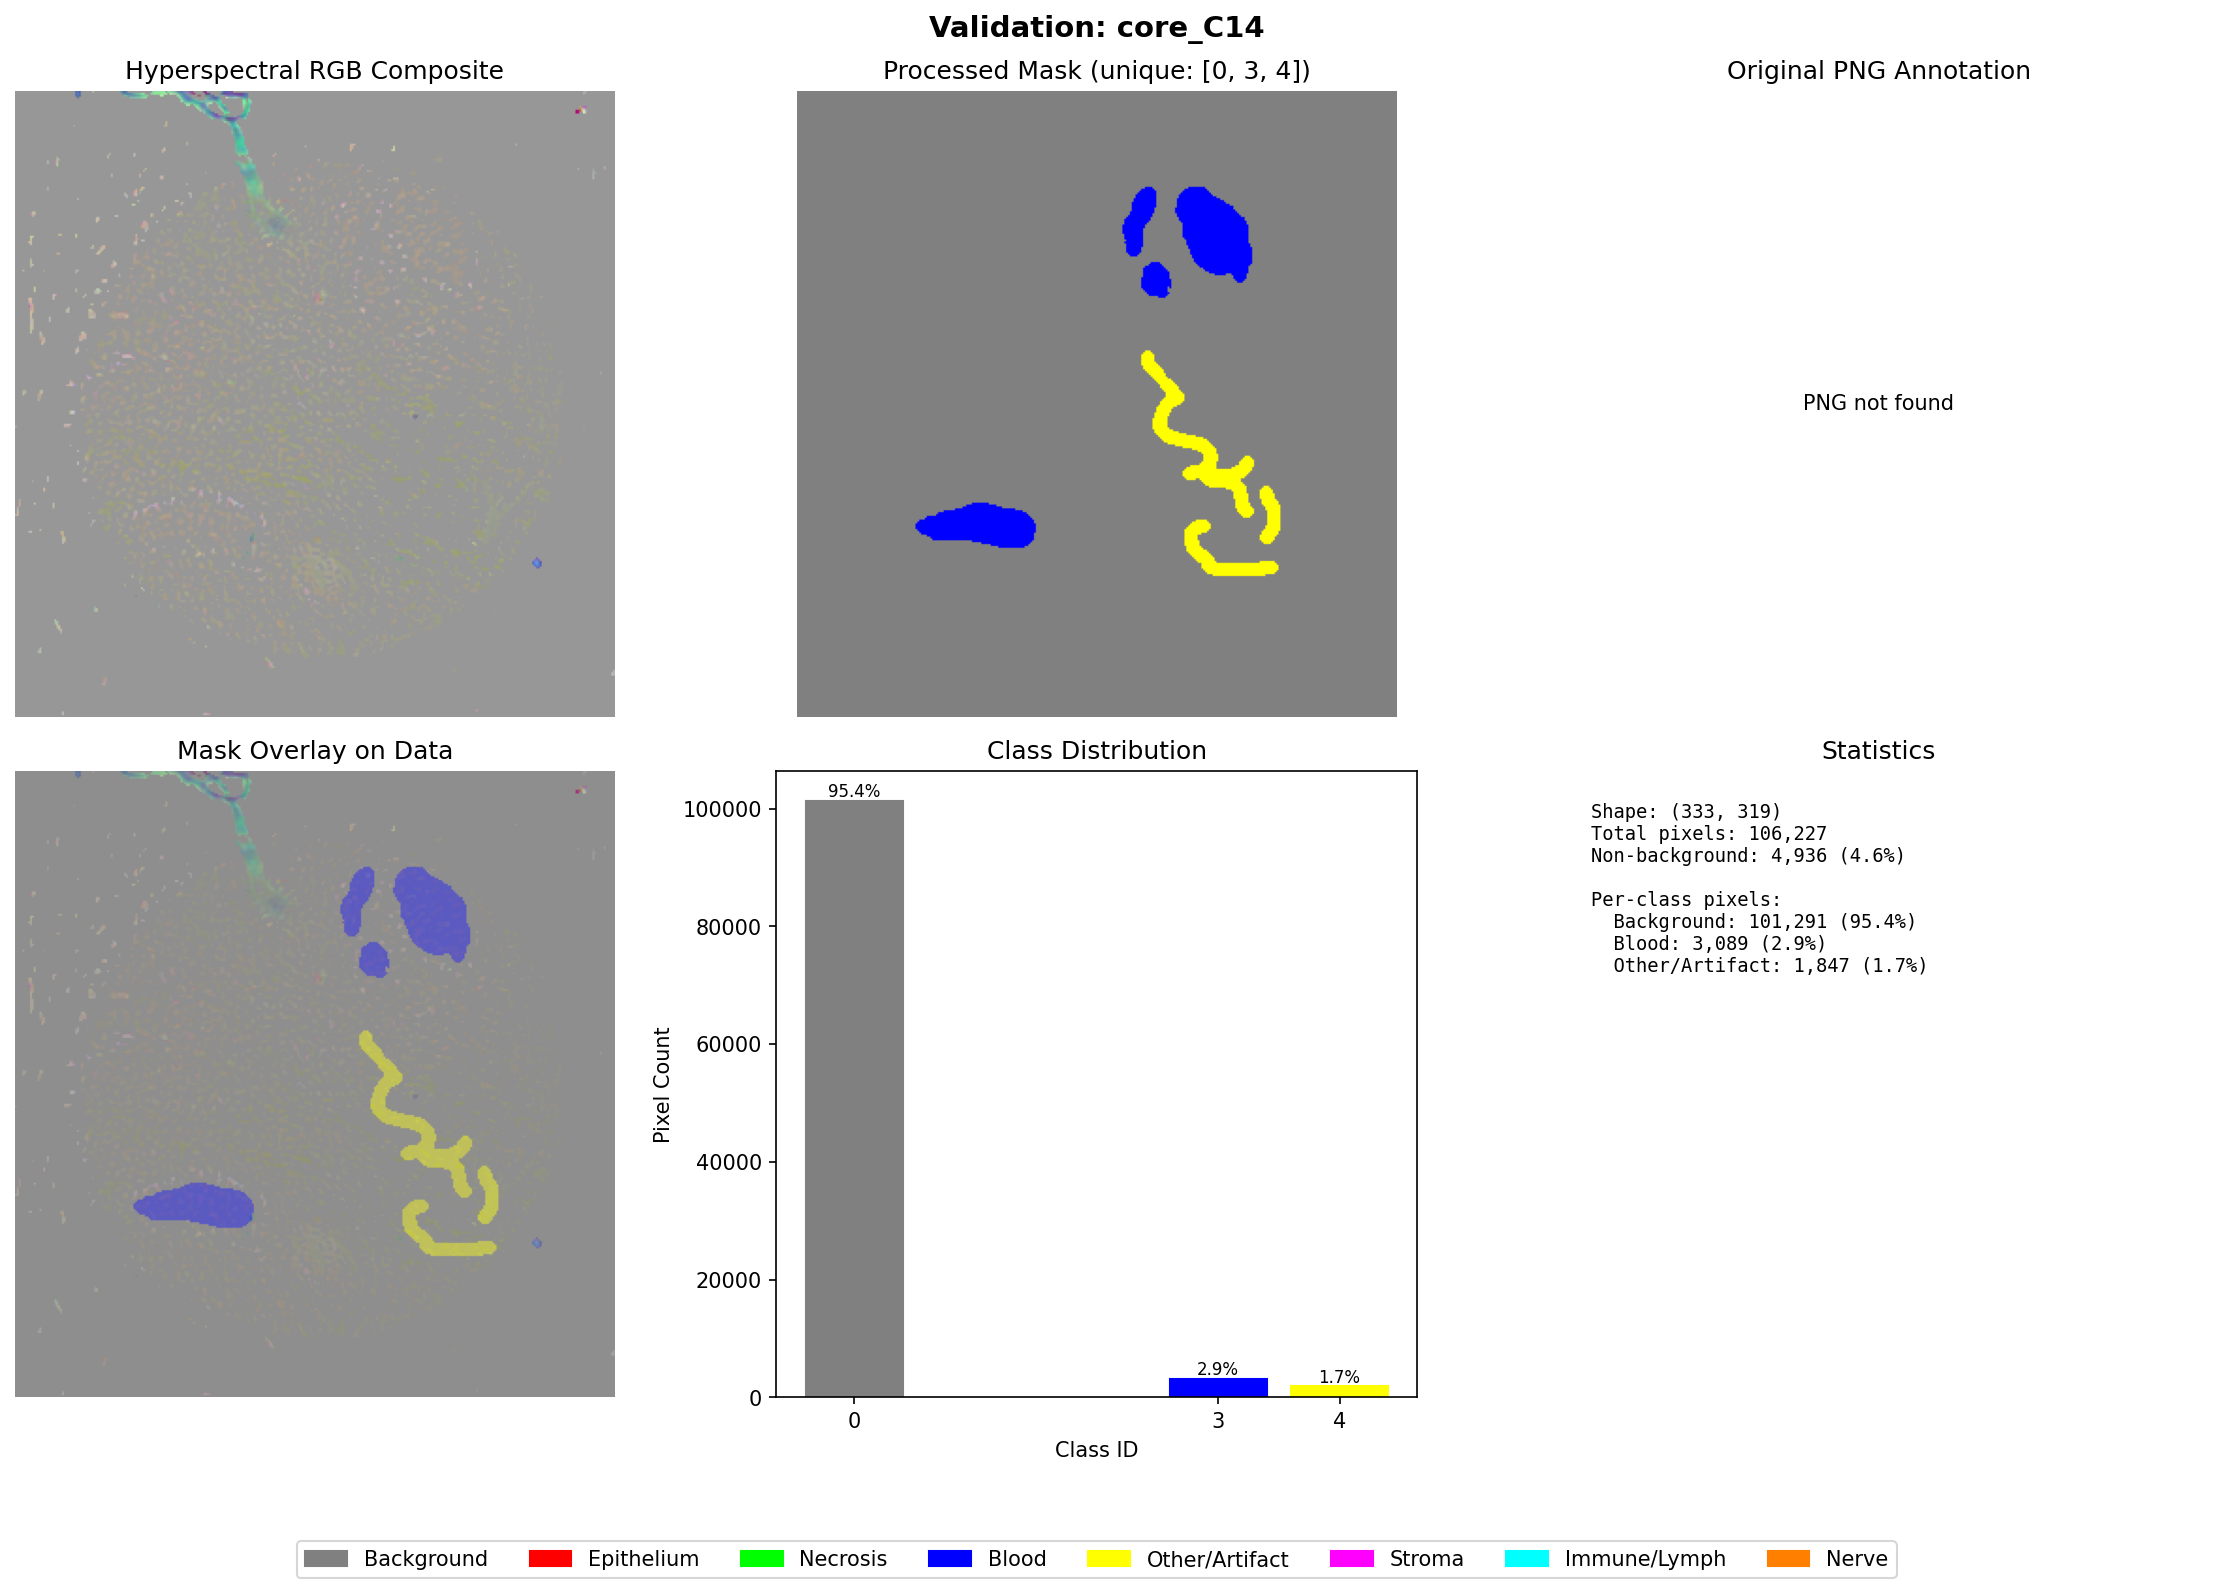 Validation: core_C14
Hyperspectral RGB Composite
Processed Mask (unique: [0, 3, 4])
Original PNG Annotation
PNG not found
Mask Overlay on Data
Class Distribution
Statistics
95.4%
2.9%
1.7%
100000
80000
60000
40000
20000
0
Pixel Count
0 3 4
Class ID
Shape: (333, 319)
Total pixels: 106,227
Non-background: 4,936 (4.6%)
Per-class pixels:
Background: 101,291 (95.4%)
Blood: 3,089 (2.9%)
Other/Artifact: 1,847 (1.7%)
Background Epithelium Necrosis Blood Other/Artifact Stroma Immune/Lymph Nerve